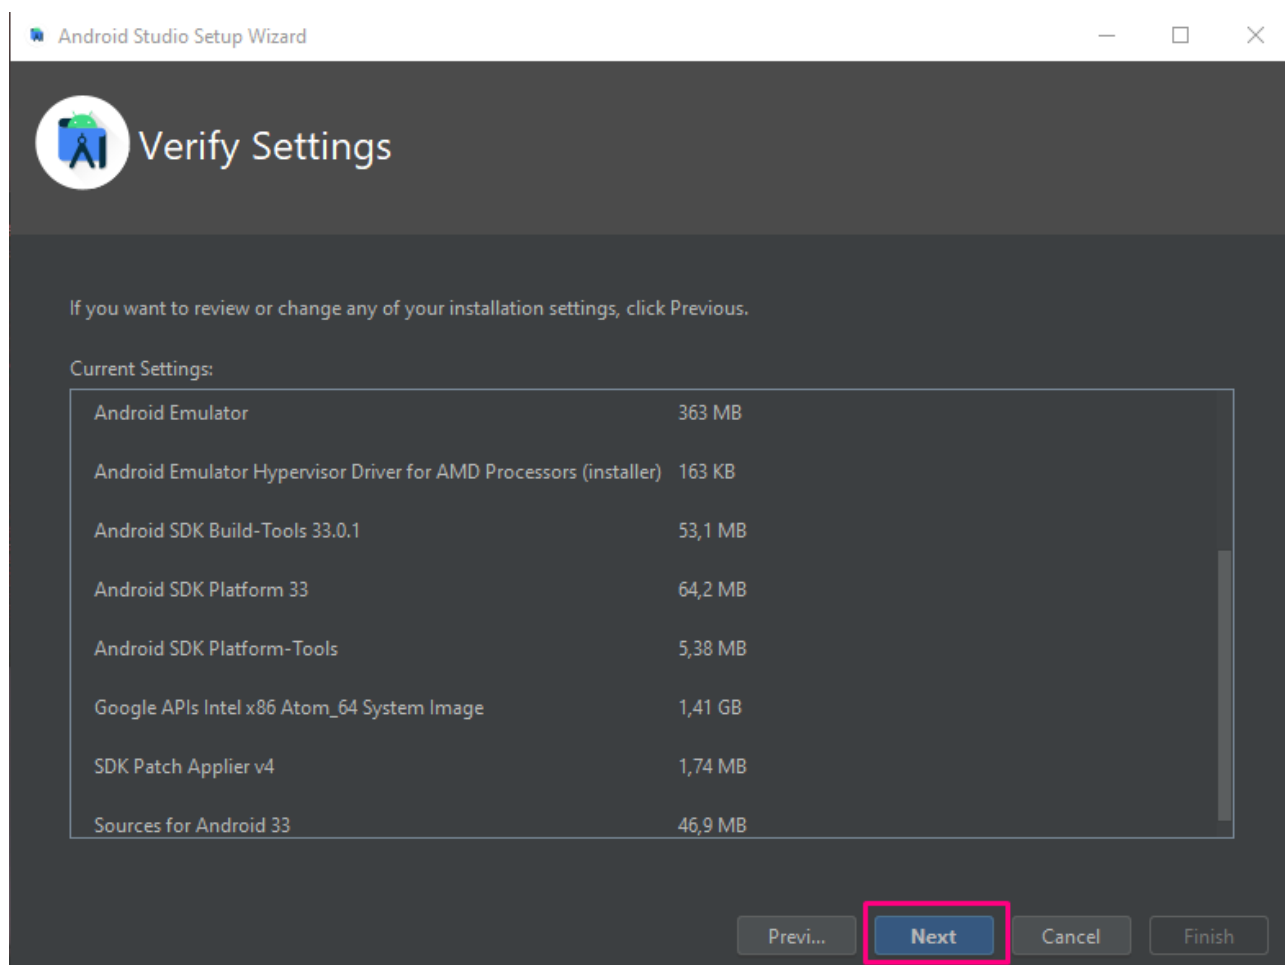 Android Studio Setup Wizard
Verify Settings
If you want to review or change any of your installation settings, click Previous.
Current Settings:
Android Emulator 363 MB
Android Emulator Hypervisor Driver for AMD Processors (installer) 163 KB
Android SDK Build-Tools 33.0.1 53,1 MB
Android SDK Platform 33 64,2 MB
Android SDK Platform-Tools 5,38 MB
Google APIs Intel x86 Atom_64 System Image 1,41 GB
SDK Patch Applier v4 1,74 MB
Sources for Android 33 46,9 MB
Previ... Next Cancel Finish